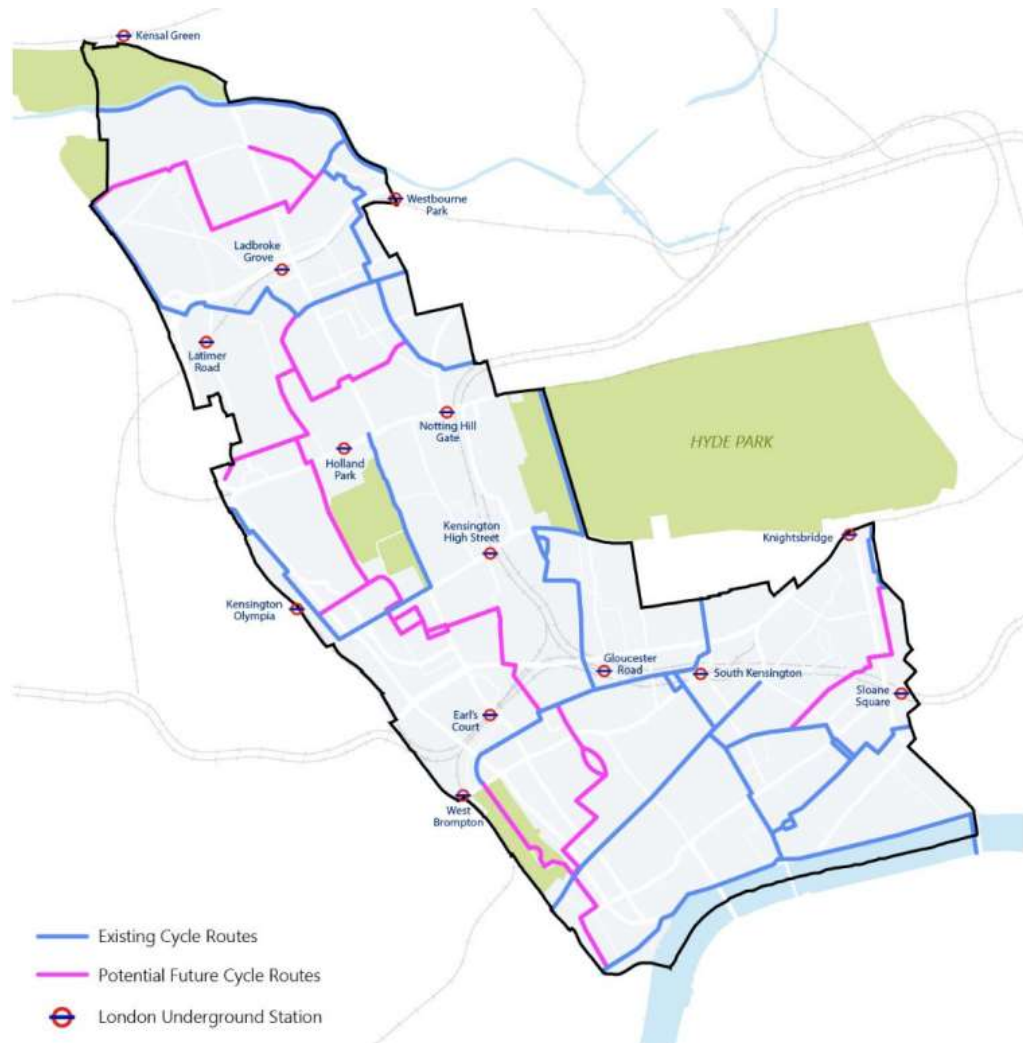 Kensal Green
Westbourne
Park
Ladbroke
Grove
Latimer
Road
Notting Hill
Gate
HYDE PARK
Holland
Park
Kensington
High Street
Knightsbridge
Kensington
Olympia
Gloucester
Road
South Kensington
Sloane
Square
Earl's
Court
West
Brompton
Existing Cycle Routes
Potential Future Cycle Routes
London Underground Station